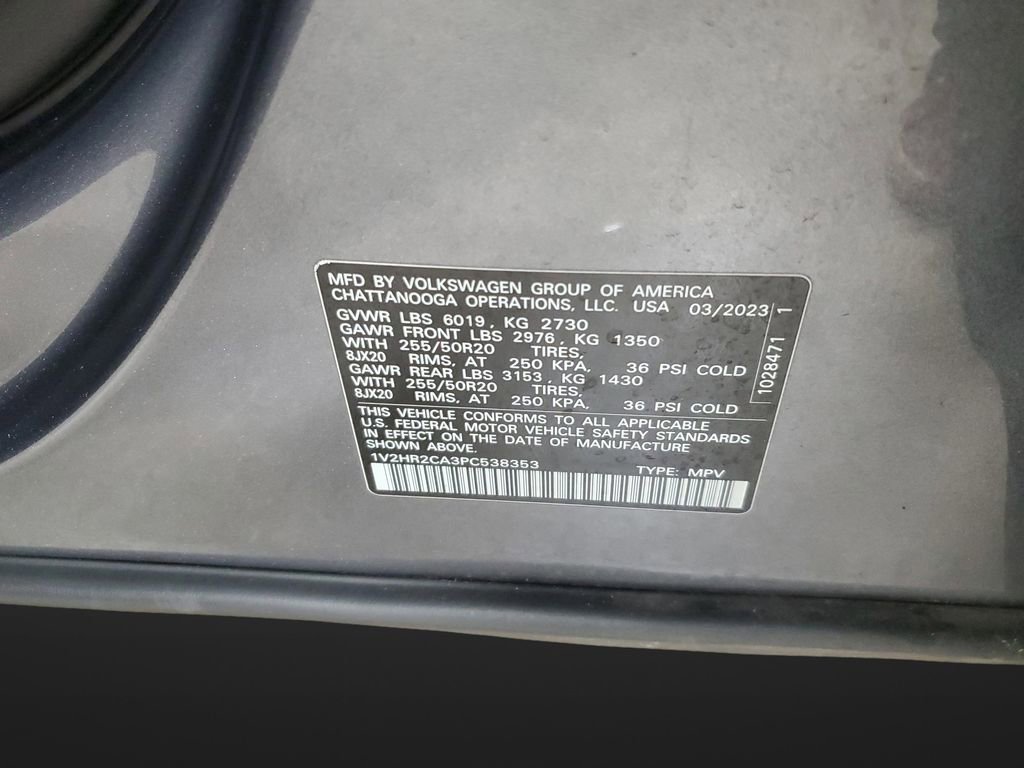 MFD BY VOLKSWAGEN GROUP OF AMERICA
CHATTANOOGA OPERATIONS, LLC. USA 03/2023
GVWR LBS 6019, KG 2730
GAWR FRONT LBS 2976, KG 1350
WITH 255/50R20 TIRES,
8JX20 RIMS, AT 250 KPA, 36 PSI COLD
GAWR REAR LBS 3153, KG 1430
WITH 255/50R20 TIRES,
8JX20 RIMS, AT 250 KPA, 36 PSI COLD
THIS VEHICLE CONFORMS TO ALL APPLICABLE
U.S. FEDERAL MOTOR VEHICLE SAFETY STANDARDS
IN EFFECT ON THE DATE OF MANUFACTURE
SHOWN ABOVE.
1V2HR2CA3PC538353 TYPE: MPV
1028471 1